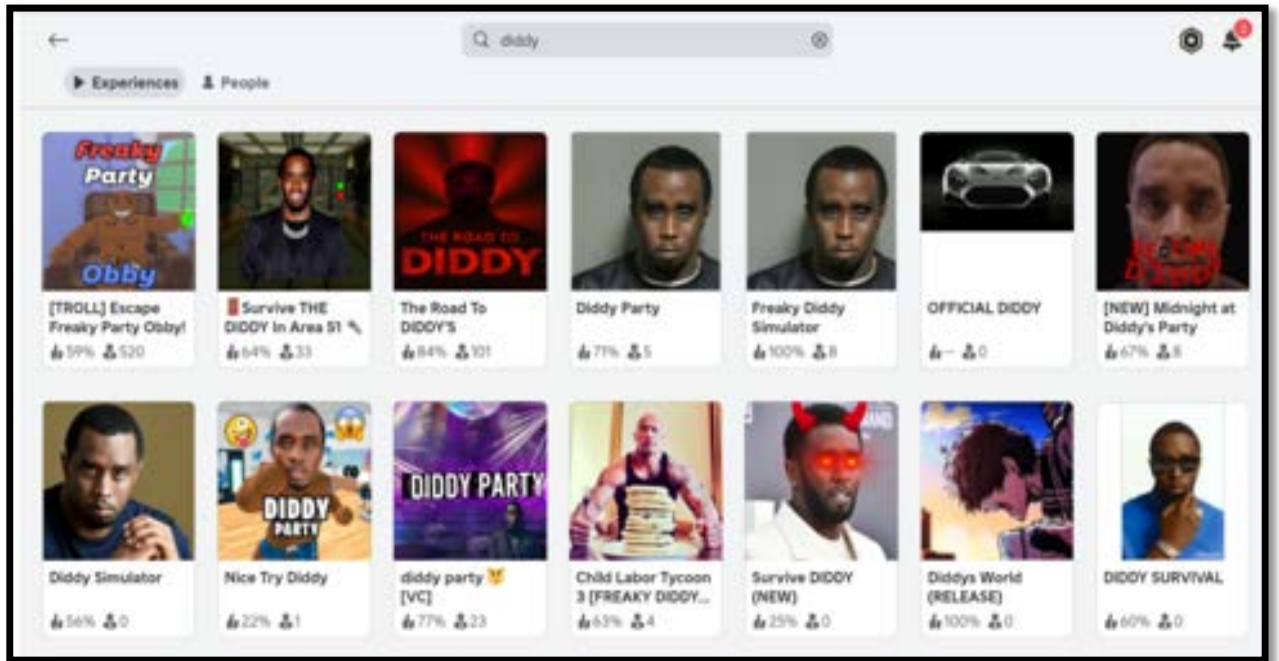 diddy
Experiences
People
Freaky
Party
Obby
[TROLL] Escape
Freaky Party Obby!
59% 520
Survive THE
DIDDY In Area 51
64% 33
THE ROAD TO
DIDDY
The Road To
DIDDY'S
84% 101
Diddy Party
71% 5
Freaky Diddy
Simulator
100% 8
OFFICIAL DIDDY
-- 0
[NEW] Midnight at
Diddy's Party
67% 8
Diddy Simulator
56% 0
DIDDY
PARTY
Nice Try Diddy
22% 1
DIDDY PARTY
diddy party
[VC]
77% 23
Child Labor Tycoon
3 [FREAKY DIDDY...
63% 4
Survive DIDDY
(NEW)
25% 0
Diddys World
(RELEASE)
100% 0
DIDDY SURVIVAL
60% 0